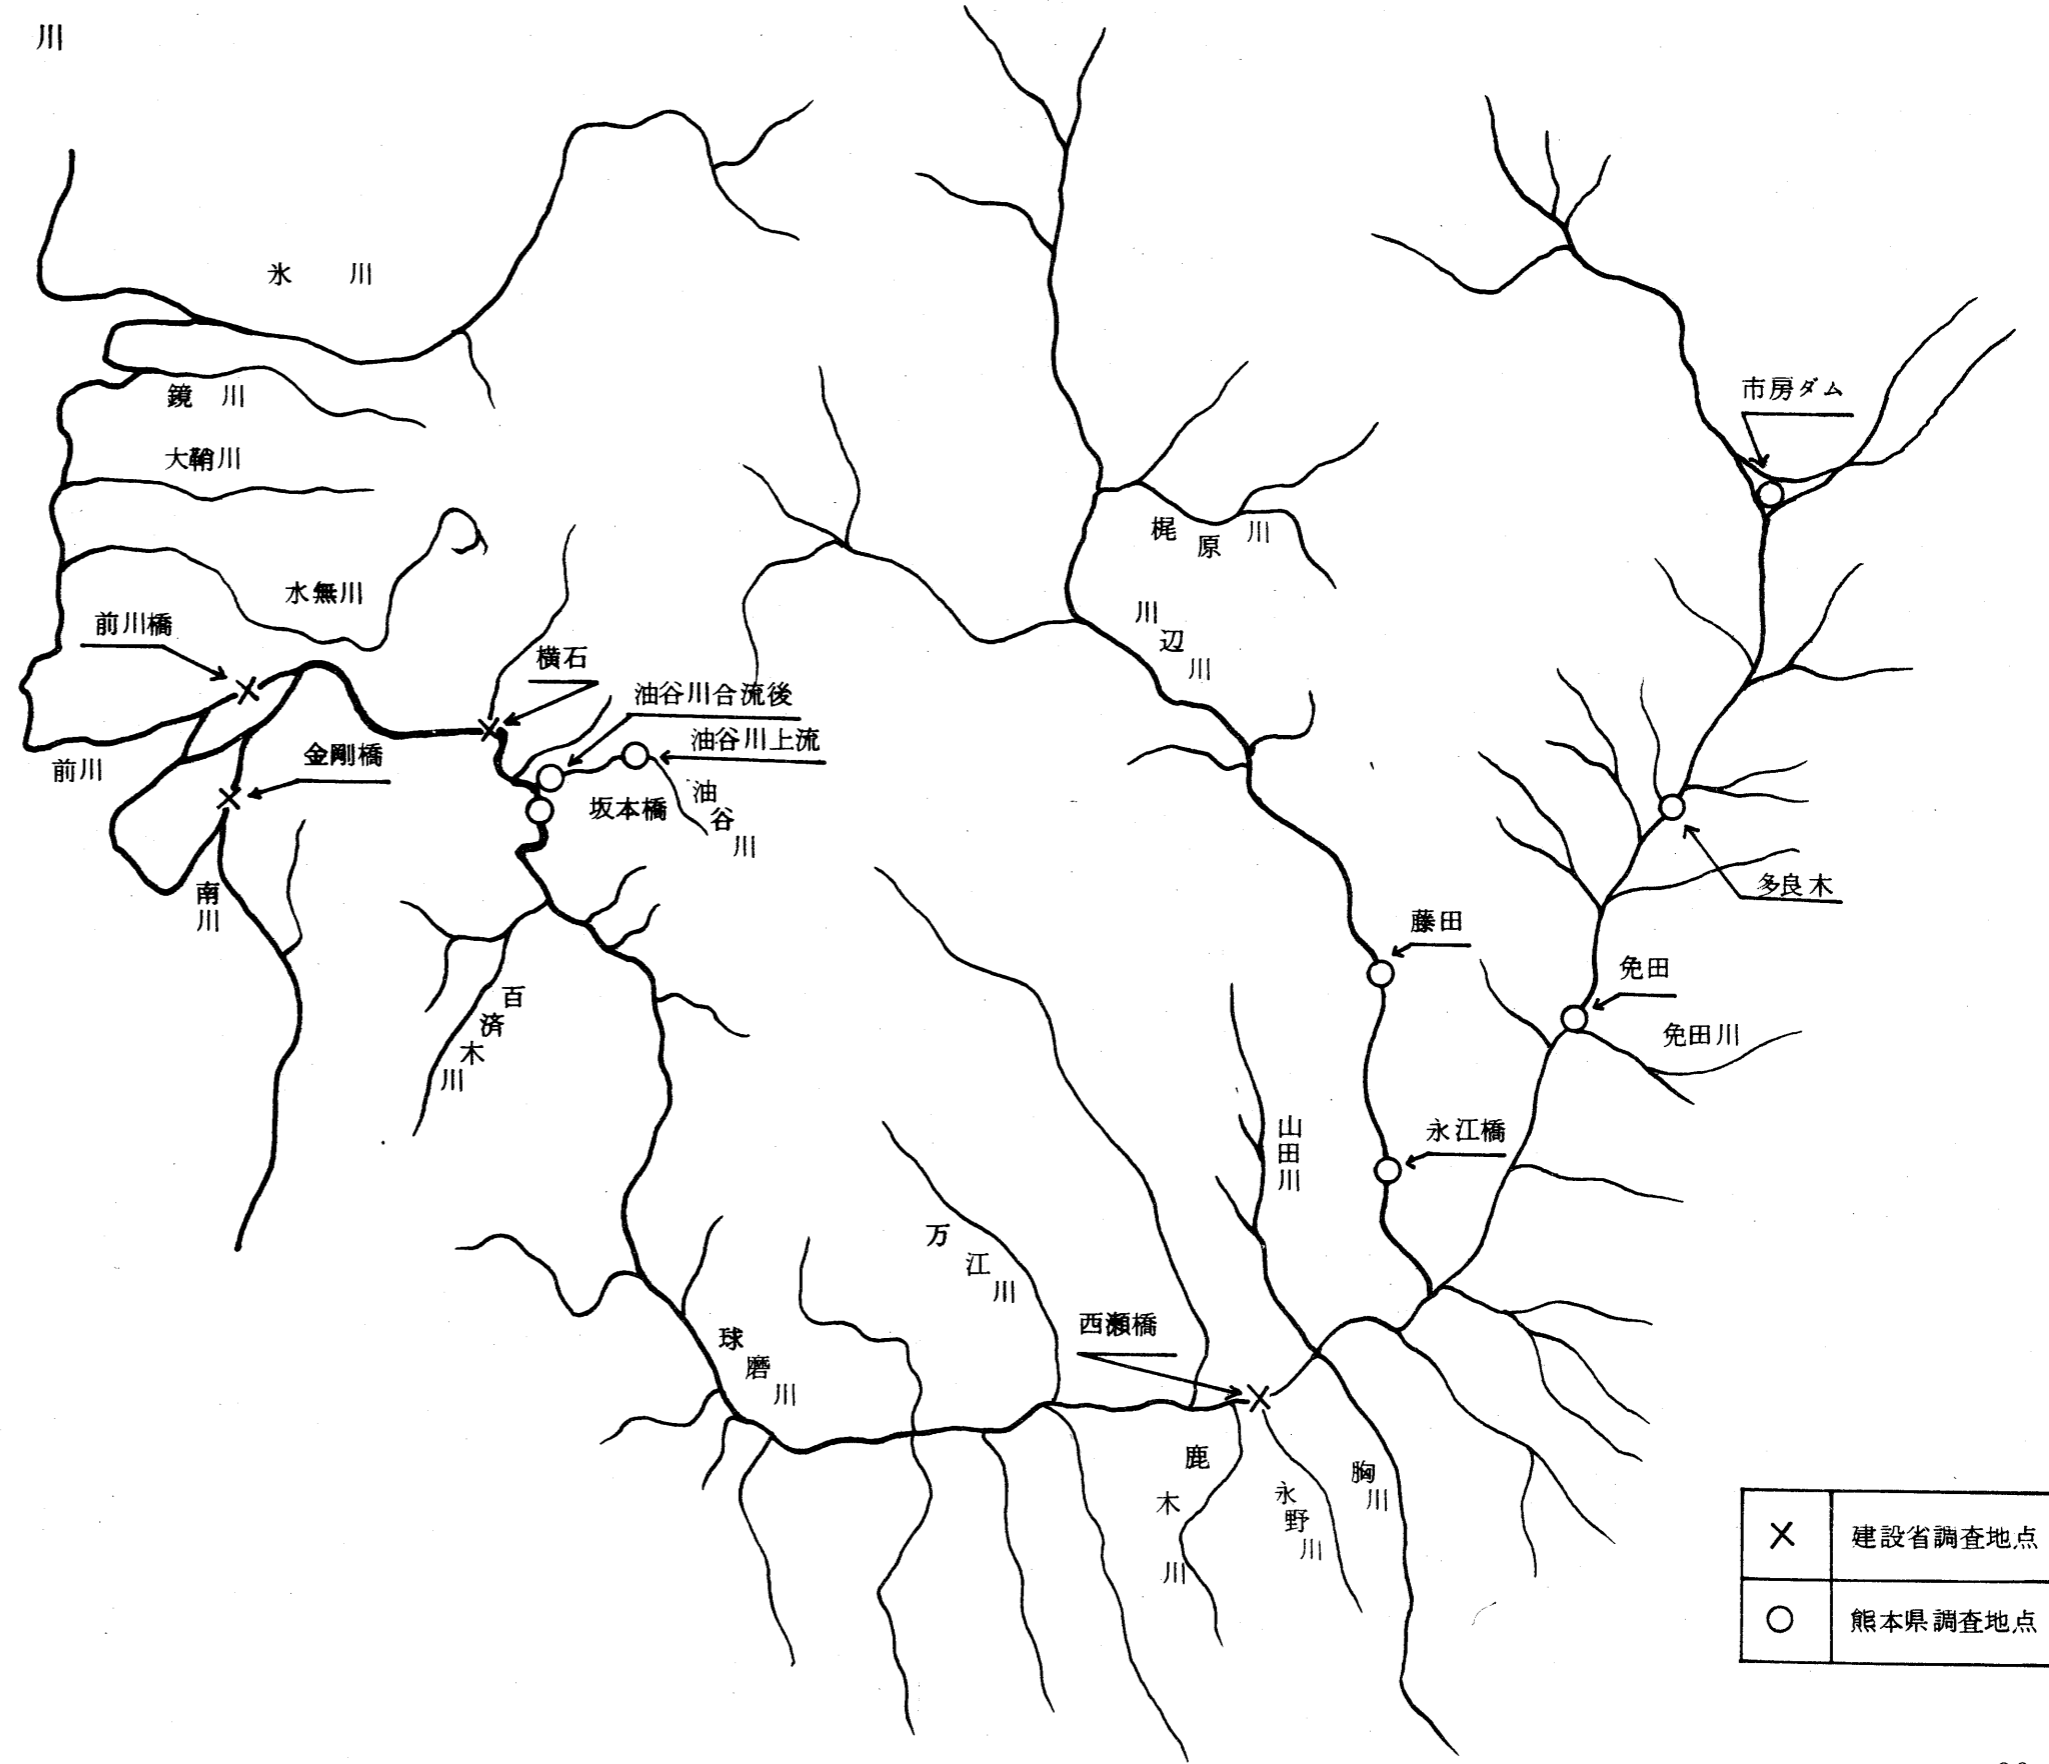 川
氷川
鏡川
大鞘川
水無川
前川橋
前川
金剛橋
南川
横石
油谷川合流後
油谷川上流
坂本橋
油谷川
百済木川
球磨川
万江川
西瀬橋
鹿木川
永野川
胸川
山田川
梶原川
川辺川
市房ダム
多良木
藤田
免田
免田川
永江橋
× 建設省調査地点
○ 熊本県調査地点